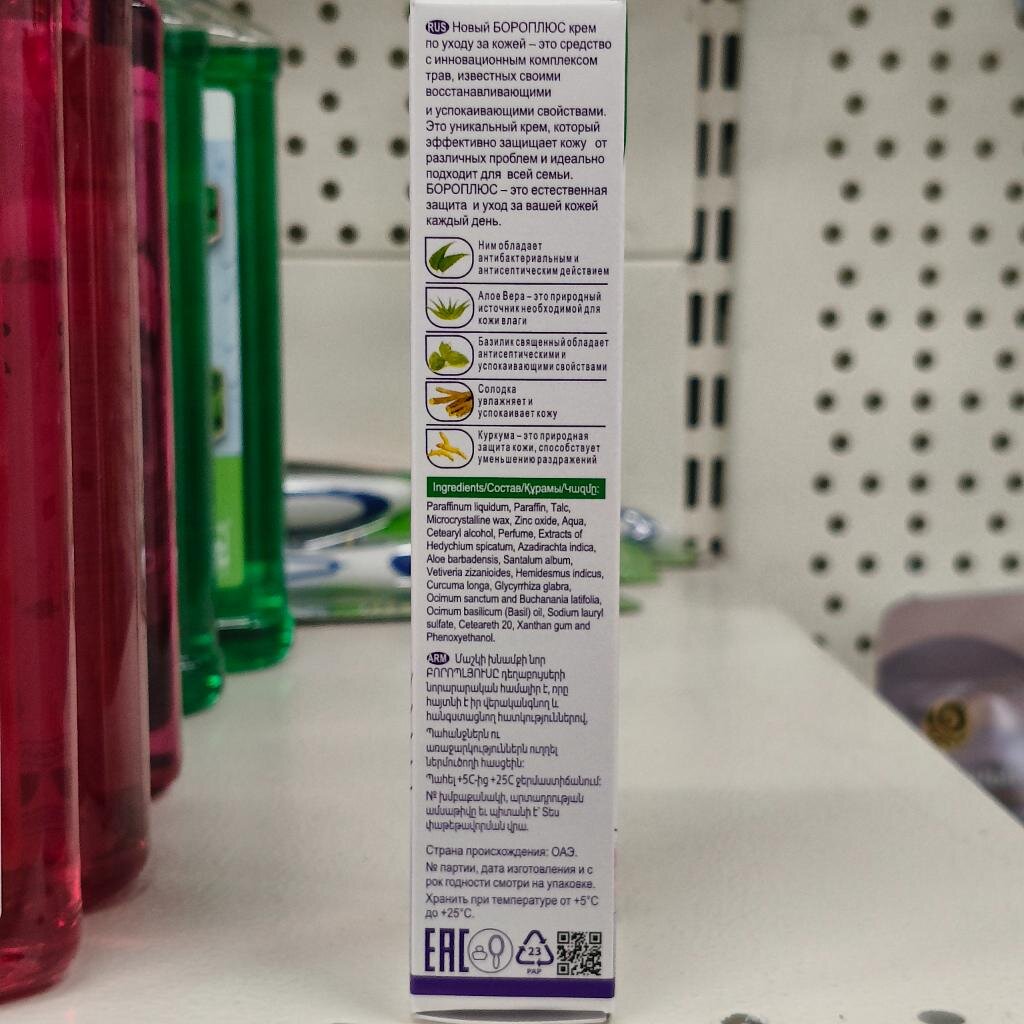 RUS Новый БОРОПЛЮС крем
по уходу за кожей – это средство
с инновационным комплексом
трав, известных своими
восстанавливающими
и успокаивающими свойствами.
Это уникальный крем, который
эффективно защищает кожу от
различных проблем и идеально
подходит для всей семьи.
БОРОПЛЮС – это естественная
защита и уход за вашей кожей
каждый день.
Ним обладает
антибактериальным и
антисептическим действием
Алое Вера – это природный
источник необходимой для
кожи влаги
Базилик священный обладает
антисептическими и
успокаивающими свойствами
Солодка
увлажняет и
успокаивает кожу
Куркума – это природная
защита кожи, способствует
уменьшению раздражений
Ingredients/Состав/Құрамы/Կազմը:
Paraffinum liquidum, Paraffin, Talc,
Microcrystalline wax, Zinc oxide, Aqua,
Cetearyl alcohol, Perfume, Extracts of
Hedychium spicatum, Azadirachta indica,
Aloe barbadensis, Santalum album,
Vetiveria zizanioides, Hemidesmus indicus,
Curcuma longa, Glycyrrhiza glabra,
Ocimum sanctum and Buchanania latifolia,
Ocimum basilicum (Basil) oil, Sodium lauryl
sulfate, Ceteareth 20, Xanthan gum and
Phenoxyethanol.
ARM Մաշկի խնամքի նոր
ԲՈՐՈՊԼՅՈՒՍԸ դեղաբույսերի
նորարարական համալիր է, որը
հայտնի է իր վերականգնող և
հանգստացնող հատկություններով,
Պահանջներն ու
առաջարկություններն ուղղել
ներմուծողի հասցեին:
Պահել +5C-ից +25C ջերմաստիճանում:
№ խմբաքանակի, արտադրության
ամսաթիվը եւ պիտանի է՝ Տես
փաթեթավորման վրա.
Страна происхождения: ОАЭ.
№ партии, дата изготовления и с
рок годности смотри на упаковке.
Хранить при температуре от +5°C
до +25°C.
EAC 23
PAP